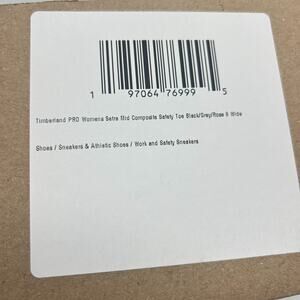 1 97064 76999 5
Timberland PRO Womens Setra Mid Composite Safety Toe Black/Grey/Rose 9 Wide
Shoes / Sneakers & Athletic Shoes / Work and Safety Sneakers